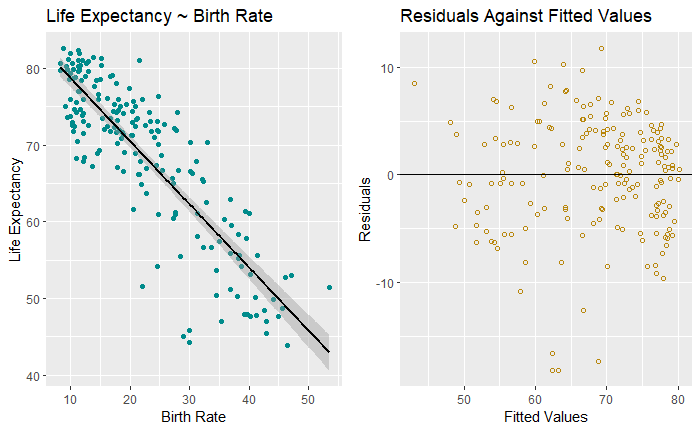 Life Expectancy ~ Birth Rate
Life Expectancy
80
70
60
50
40
10
20
30
40
50
Birth Rate
Residuals Against Fitted Values
Residuals
10
0
-10
50
60
70
80
Fitted Values